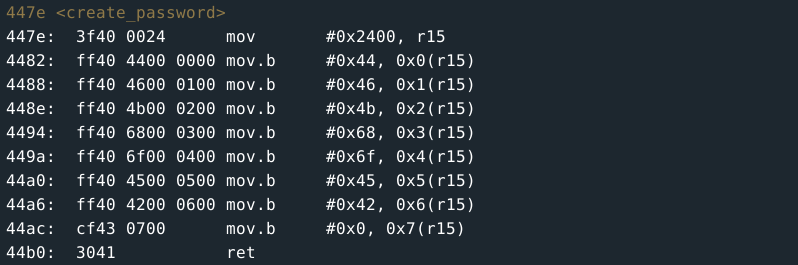 447e <create_password>
447e:  3f40 0024      mov      #0x2400, r15
4482:  ff40 4400 0000 mov.b     #0x44, 0x0(r15)
4488:  ff40 4600 0100 mov.b     #0x46, 0x1(r15)
448e:  ff40 4b00 0200 mov.b     #0x4b, 0x2(r15)
4494:  ff40 6800 0300 mov.b     #0x68, 0x3(r15)
449a:  ff40 6f00 0400 mov.b     #0x6f, 0x4(r15)
44a0:  ff40 4500 0500 mov.b     #0x45, 0x5(r15)
44a6:  ff40 4200 0600 mov.b     #0x42, 0x6(r15)
44ac:  cf43 0700      mov.b     #0x0, 0x7(r15)
44b0:  3041           ret